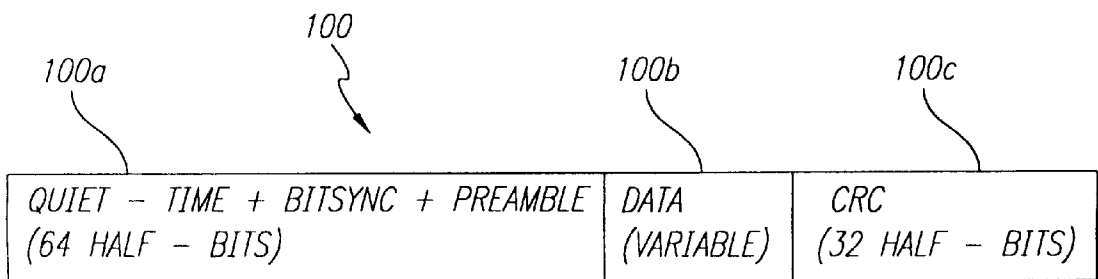 100
100a
100b
100c
QUIET - TIME + BITSYNC + PREAMBLE
(64 HALF - BITS)
DATA
(VARIABLE)
CRC
(32 HALF - BITS)